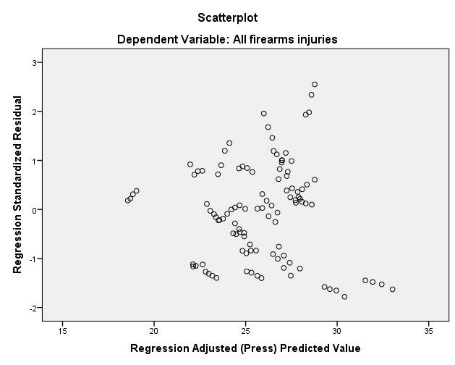 Scatterplot
Dependent Variable: All firearms injuries
Regression Standardized Residual
3
2
1
0
-1
-2
15
20
25
30
35
Regression Adjusted (Press) Predicted Value